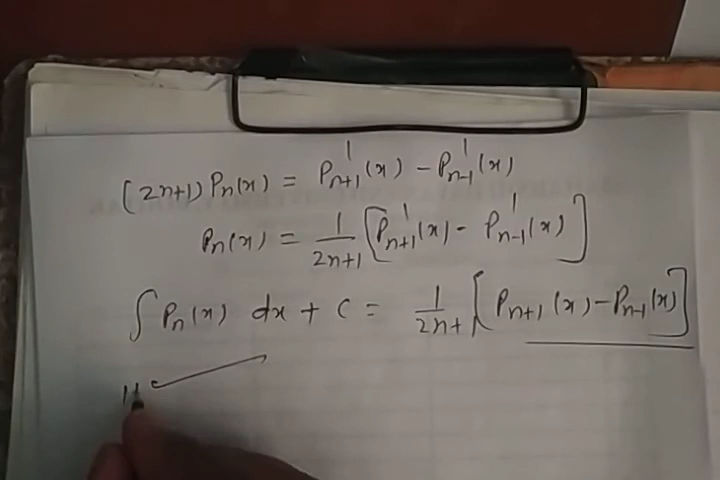 (2n+1) Pn(x) = P'n+1(x) - P'n-1(x)
Pn(x) = 1/2n+1 [P'n+1(x) - P'n-1(x)]
∫ Pn(x) dx + C = 1/2n+1 [Pn+1(x) - Pn-1(x)]